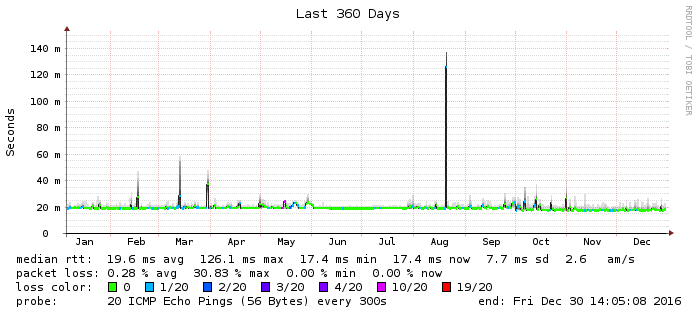 Last 360 Days
RRDTOOL / TOBI OETIKER
Seconds
140 m
120 m
100 m
80 m
60 m
40 m
20 m
0
Jan Feb Mar Apr May Jun Jul Aug Sep Oct Nov Dec
median rtt: 19.6 ms avg 126.1 ms max 17.4 ms min 17.4 ms now 7.7 ms sd 2.6 am/s
packet loss: 0.28 % avg 30.83 % max 0.00 % min 0.00 % now
loss color: 0 1/20 2/20 3/20 4/20 10/20 19/20
probe: 20 ICMP Echo Pings (56 Bytes) every 300s end: Fri Dec 30 14:05:08 2016